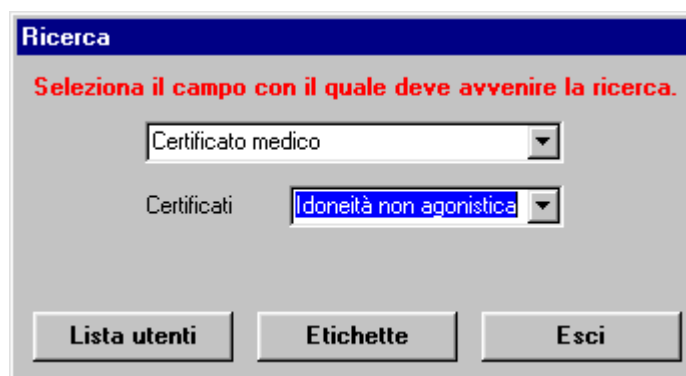 Ricerca
Seleziona il campo con il quale deve avvenire la ricerca.
Certificato medico
Certificati Idoneità non agonistica
Lista utenti Etichette Esci